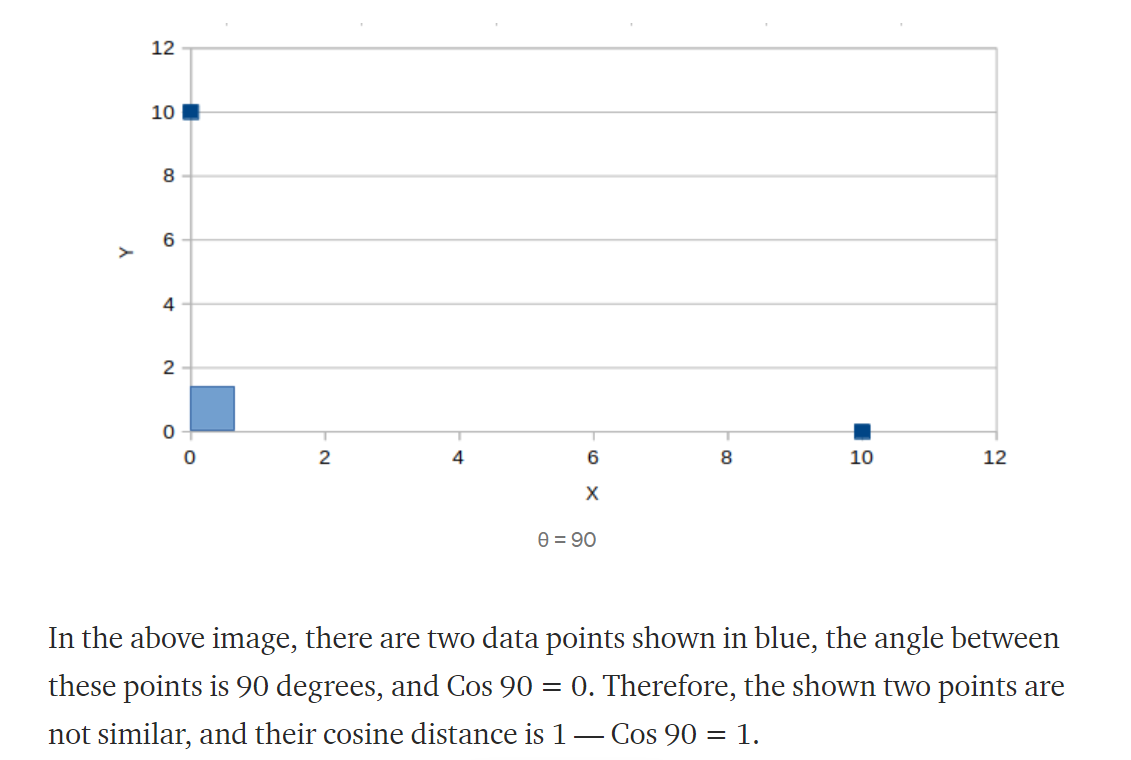 12
10
8
6
4
2
0
Y
0 2 4 6 8 10 12
X
θ = 90
In the above image, there are two data points shown in blue, the angle between
these points is 90 degrees, and Cos 90 = 0. Therefore, the shown two points are
not similar, and their cosine distance is 1 — Cos 90 = 1.